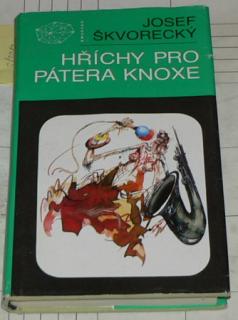 JOSEF
ŠKVORECKÝ
HŘÍCHY PRO
PÁTERA KNOXE